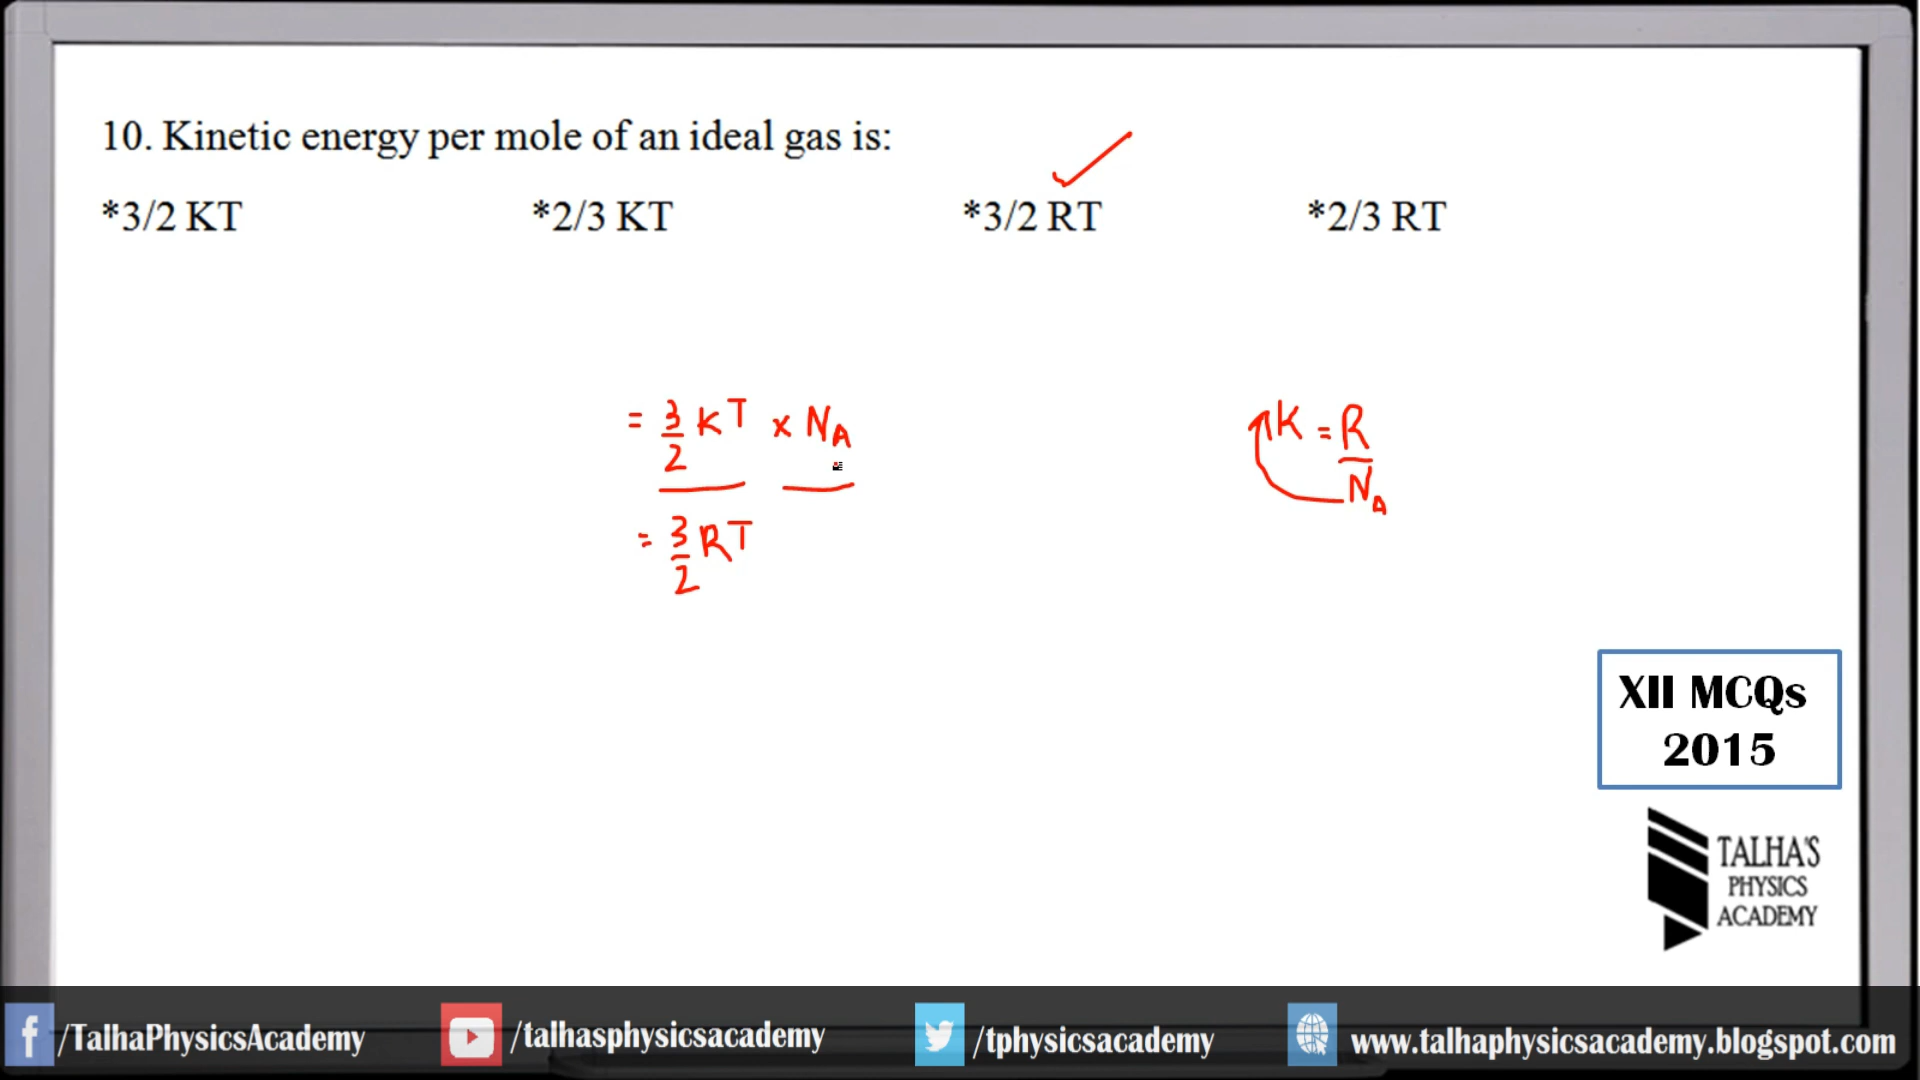 10. Kinetic energy per mole of an ideal gas is:
*3/2 KT *2/3 KT *3/2 RT *2/3 RT
= 3/2 KT x NA
K = R/NA
= 3/2 RT
XII MCQs
2015
TALHA'S
PHYSICS
ACADEMY
/TalhaPhysicsAcademy /talhasphysicsacademy /tphysicsacademy www.talhaphysicsacademy.blogspot.com